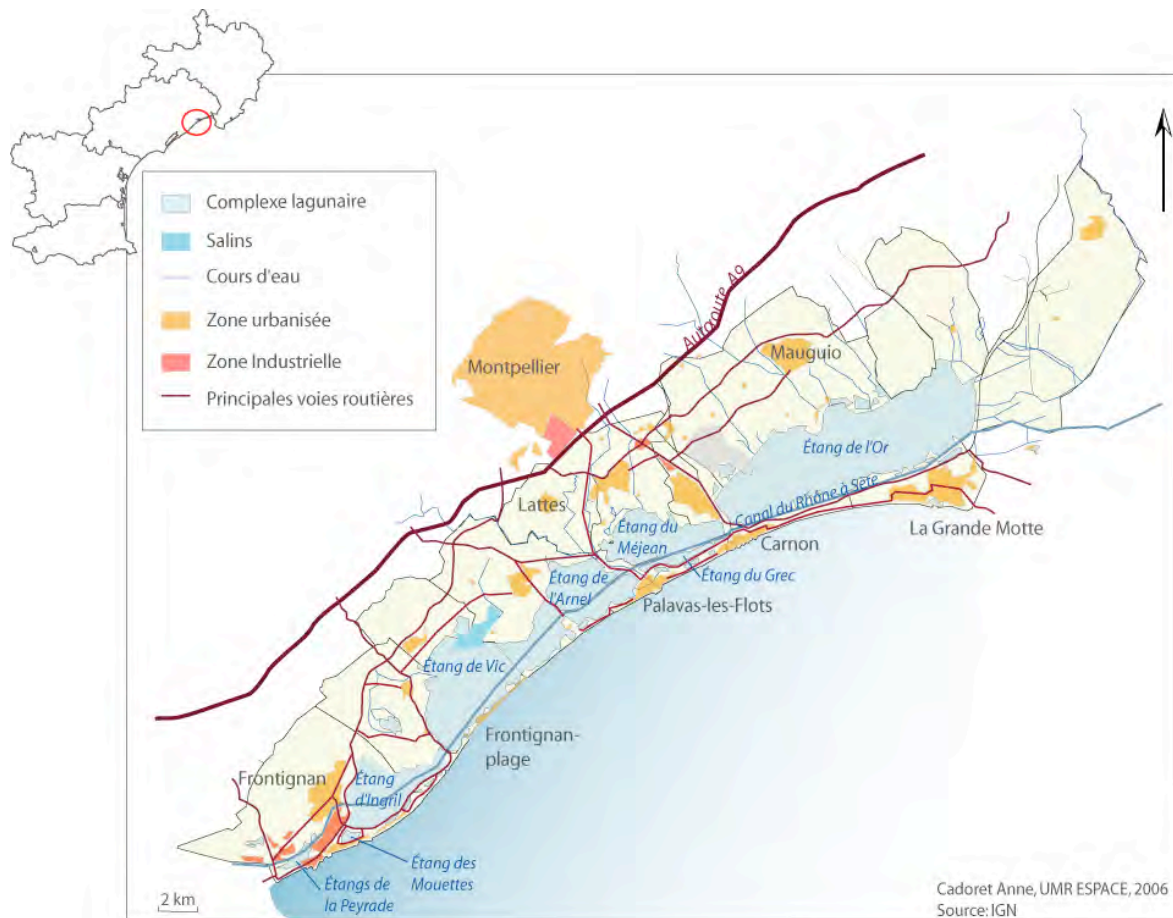 Complexe lagunaire
Salins
Cours d'eau
Zone urbanisée
Zone Industrielle
Principales voies routières
Autoroute A9
Montpellier
Mauguio
Étang de l'Or
Lattes
Canal du Rhône à Sète
La Grande Motte
Étang du
Méjean
Carnon
Étang de
l'Arnel
Étang du Grec
Palavas-les-Flots
Étang de Vic
Frontignan-
plage
Frontignan
Étang
d'Ingril
Étang des
Mouettes
Étangs de
la Peyrade
2 km
Cadoret Anne, UMR ESPACE, 2006
Source: IGN